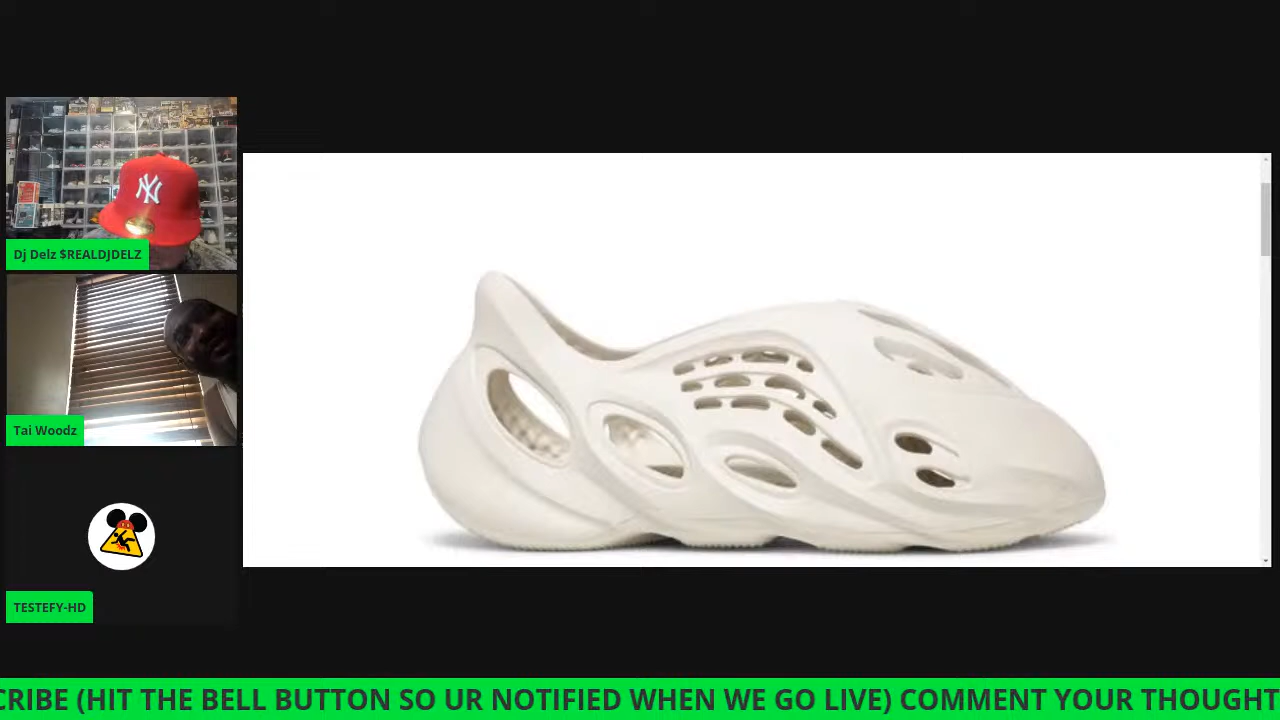 NY
Dj Delz $REALDJDELZ
Tai Woodz
TESTEFY-HD
CRIBE (HIT THE BELL BUTTON SO UR NOTIFIED WHEN WE GO LIVE) COMMENT YOUR THOUGHT